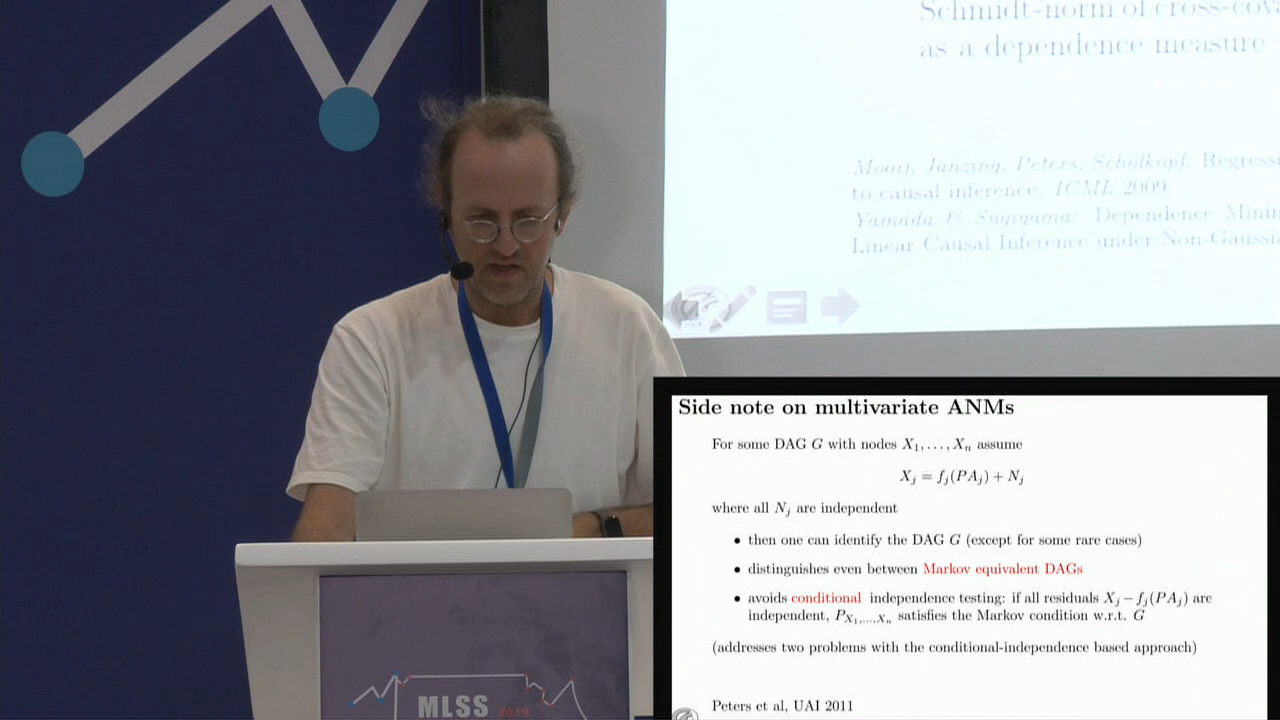 Schmidt-norm of cross-cov
as a dependence measure
Mooij, Janzing, Peters, Schölkopf: Regressi
to causal inference. ICML 2009.
Yamada & Sugiyama: Dependence Mini
Linear Causal Inference under Non-Gaussi
Side note on multivariate ANMs
For some DAG G with nodes X₁, . . . , Xₙ assume
Xⱼ = fⱼ(PAⱼ) + Nⱼ
where all Nⱼ are independent
• then one can identify the DAG G (except for some rare cases)
• distinguishes even between Markov equivalent DAGs
• avoids conditional independence testing: if all residuals Xⱼ − fⱼ(PAⱼ) are
independent, P_{X₁,...,Xₙ} satisfies the Markov condition w.r.t. G
(addresses two problems with the conditional-independence based approach)
Peters et al, UAI 2011
MLSS 2019